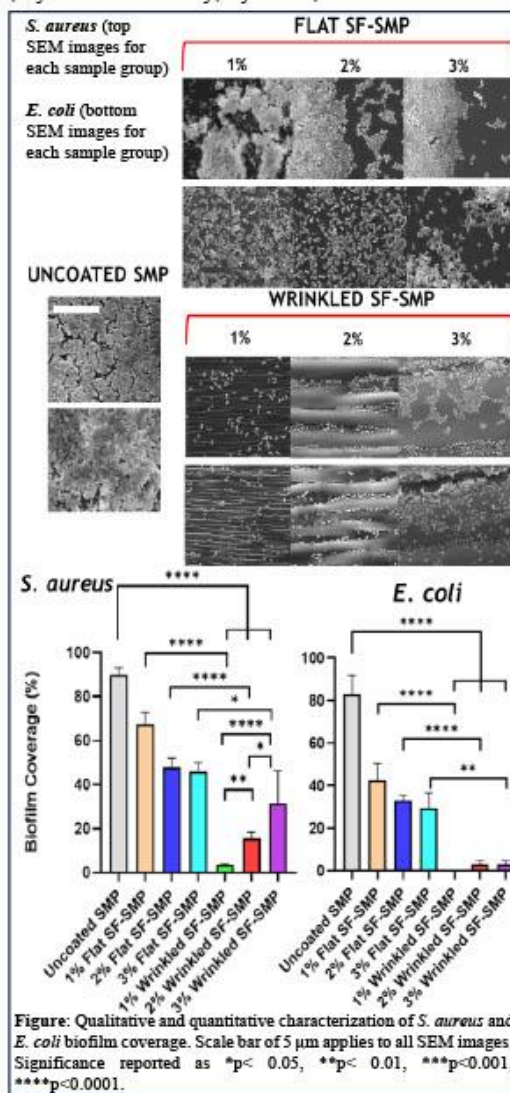 S. aureus (top
SEM images for
each sample group)
E. coli (bottom
SEM images for
each sample group)
FLAT SF-SMP
1% 2% 3%
UNCOATED SMP
WRINKLED SF-SMP
1% 2% 3%
S. aureus
Biofilm Coverage (%)
100
80
60
40
20
0
****
****
****
*
****
*
**
Uncoated SMP
1% Flat SF-SMP
2% Flat SF-SMP
3% Flat SF-SMP
1% Wrinkled SF-SMP
2% Wrinkled SF-SMP
3% Wrinkled SF-SMP
E. coli
100
80
60
40
20
0
****
****
****
**
Uncoated SMP
1% Flat SF-SMP
2% Flat SF-SMP
3% Flat SF-SMP
1% Wrinkled SF-SMP
2% Wrinkled SF-SMP
3% Wrinkled SF-SMP
Figure: Qualitative and quantitative characterization of S. aureus and
E. coli biofilm coverage. Scale bar of 5 μm applies to all SEM images.
Significance reported as *p< 0.05, **p< 0.01, ***p<0.001,
****p<0.0001.